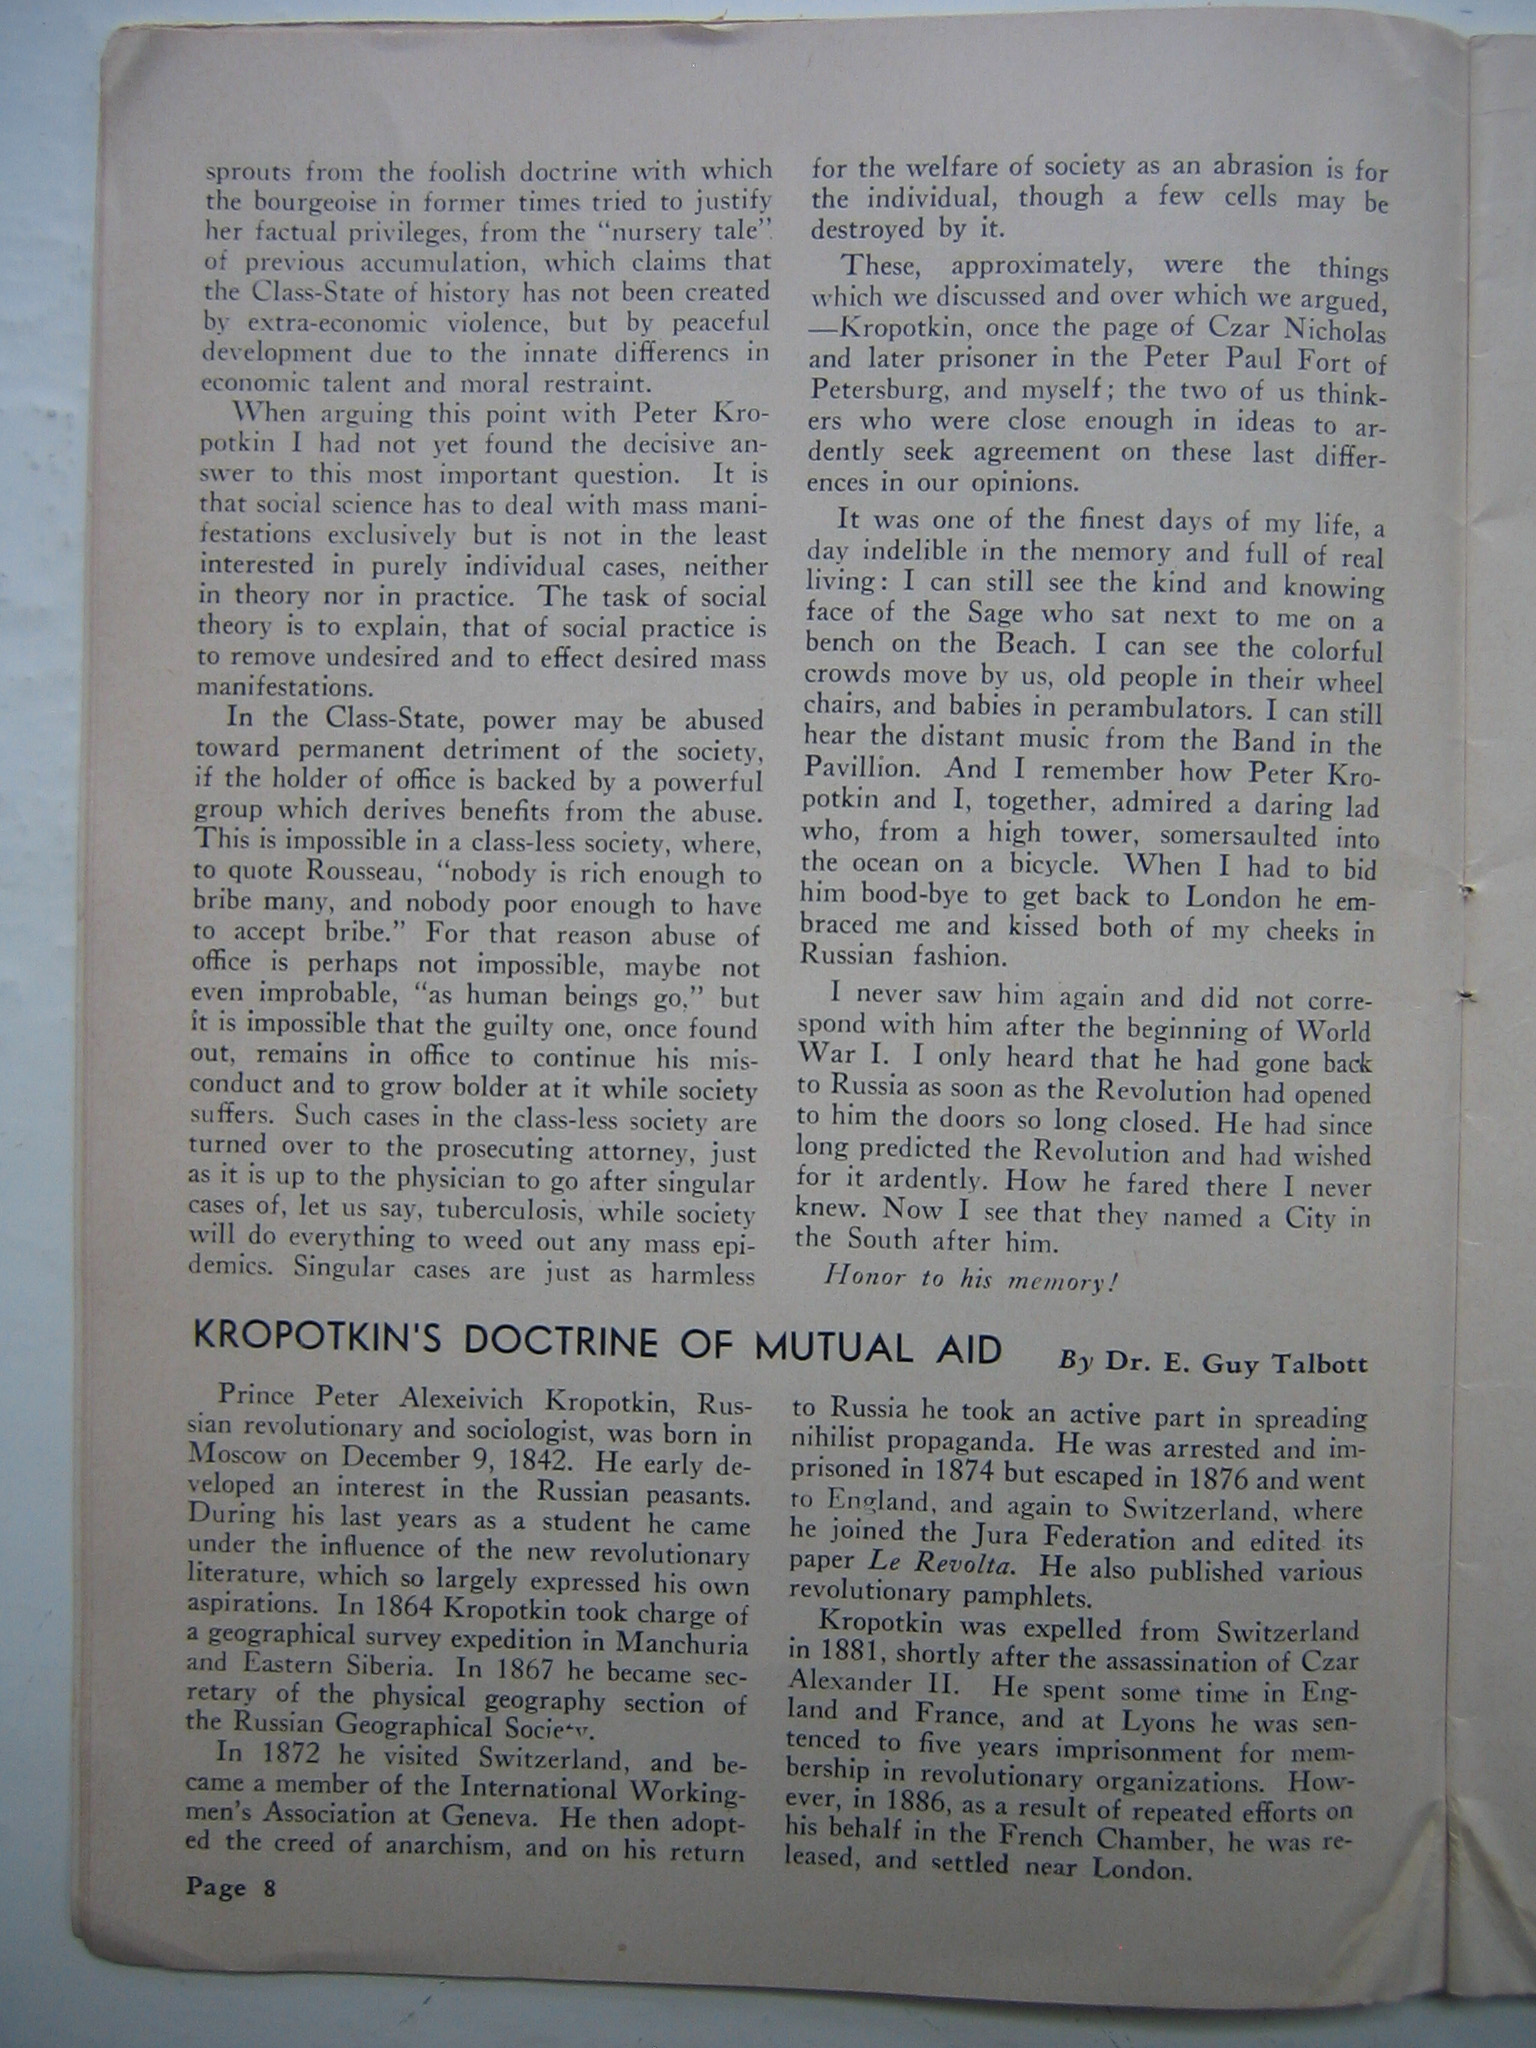 sprouts from the foolish doctrine with which
the bourgeoise in former times tried to justify
her factual privileges, from the “nursery tale”
of previous accumulation, which claims that
the Class-State of history has not been created
by extra-economic violence, but by peaceful
development due to the innate differencs in
economic talent and moral restraint.
When arguing this point with Peter Kro-
potkin I had not yet found the decisive an-
swer to this most important question. It is
that social science has to deal with mass mani-
festations exclusively but is not in the least
interested in purely individual cases, neither
in theory nor in practice. The task of social
theory is to explain, that of social practice is
to remove undesired and to effect desired mass
manifestations.
In the Class-State, power may be abused
toward permanent detriment of the society,
if the holder of office is backed by a powerful
group which derives benefits from the abuse.
This is impossible in a class-less society, where,
to quote Rousseau, “nobody is rich enough to
bribe many, and nobody poor enough to have
to accept bribe.” For that reason abuse of
office is perhaps not impossible, maybe not
even improbable, “as human beings go,” but
it is impossible that the guilty one, once found
out, remains in office to continue his mis-
conduct and to grow bolder at it while society
suffers. Such cases in the class-less society are
turned over to the prosecuting attorney, just
as it is up to the physician to go after singular
cases of, let us say, tuberculosis, while society
will do everything to weed out any mass epi-
demics. Singular cases are just as harmless
for the welfare of society as an abrasion is for
the individual, though a few cells may be
destroyed by it.
These, approximately, were the things
which we discussed and over which we argued,
—Kropotkin, once the page of Czar Nicholas
and later prisoner in the Peter Paul Fort of
Petersburg, and myself; the two of us think-
ers who were close enough in ideas to ar-
dently seek agreement on these last differ-
ences in our opinions.
It was one of the finest days of my life, a
day indelible in the memory and full of real
living: I can still see the kind and knowing
face of the Sage who sat next to me on a
bench on the Beach. I can see the colorful
crowds move by us, old people in their wheel
chairs, and babies in perambulators. I can still
hear the distant music from the Band in the
Pavillion. And I remember how Peter Kro-
potkin and I, together, admired a daring lad
who, from a high tower, somersaulted into
the ocean on a bicycle. When I had to bid
him bood-bye to get back to London he em-
braced me and kissed both of my cheeks in
Russian fashion.
I never saw him again and did not corre-
spond with him after the beginning of World
War I. I only heard that he had gone back
to Russia as soon as the Revolution had opened
to him the doors so long closed. He had since
long predicted the Revolution and had wished
for it ardently. How he fared there I never
knew. Now I see that they named a City in
the South after him.
Honor to his memory!
KROPOTKIN'S DOCTRINE OF MUTUAL AID By Dr. E. Guy Talbott
Prince Peter Alexeivich Kropotkin, Rus-
sian revolutionary and sociologist, was born in
Moscow on December 9, 1842. He early de-
veloped an interest in the Russian peasants.
During his last years as a student he came
under the influence of the new revolutionary
literature, which so largely expressed his own
aspirations. In 1864 Kropotkin took charge of
a geographical survey expedition in Manchuria
and Eastern Siberia. In 1867 he became sec-
retary of the physical geography section of
the Russian Geographical Society.
In 1872 he visited Switzerland, and be-
came a member of the International Working-
men's Association at Geneva. He then adopt-
ed the creed of anarchism, and on his return
to Russia he took an active part in spreading
nihilist propaganda. He was arrested and im-
prisoned in 1874 but escaped in 1876 and went
to England, and again to Switzerland, where
he joined the Jura Federation and edited its
paper Le Revolta. He also published various
revolutionary pamphlets.
Kropotkin was expelled from Switzerland
in 1881, shortly after the assassination of Czar
Alexander II. He spent some time in Eng-
land and France, and at Lyons he was sen-
tenced to five years imprisonment for mem-
bership in revolutionary organizations. How-
ever, in 1886, as a result of repeated efforts on
his behalf in the French Chamber, he was re-
leased, and settled near London.
Page 8